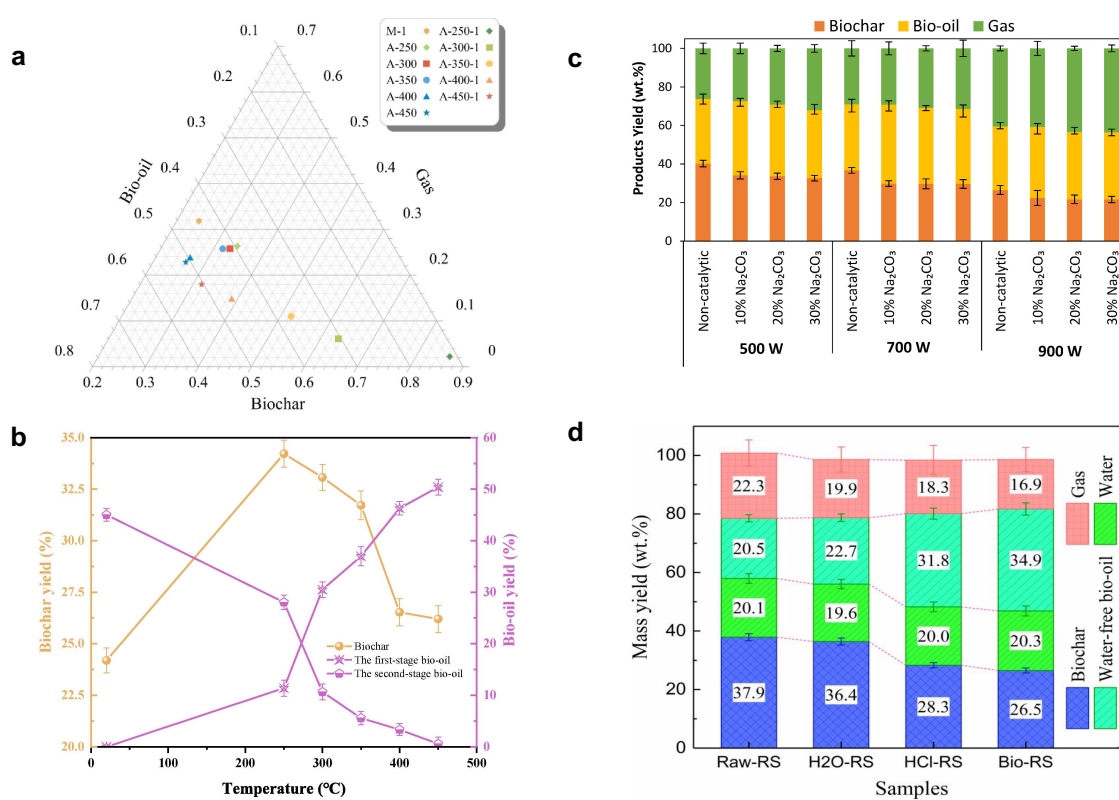 a
0.1 0.7
0.2 0.6
0.3 0.5
0.4 0.4
0.5 0.3
0.6 0.2
0.7 0.1
0.8 0
0.2 0.3 0.4 0.5 0.6 0.7 0.8 0.9
Bio-oil
Gas
Biochar
M-1 A-250-1
A-250 A-300-1
A-300 A-350-1
A-350 A-400-1
A-400 A-450-1
A-450
c
Biochar Bio-oil Gas
Products Yield (wt.%)
100
80
60
40
20
0
Non-catalytic
10% Na₂CO₃
20% Na₂CO₃
30% Na₂CO₃
Non-catalytic
10% Na₂CO₃
20% Na₂CO₃
30% Na₂CO₃
Non-catalytic
10% Na₂CO₃
20% Na₂CO₃
30% Na₂CO₃
500 W 700 W 900 W
b
Biochar yield (%)
35.0
32.5
30.0
27.5
25.0
22.5
20.0
60
50
40
30
20
10
0
Bio-oil yield (%)
Biochar
The first-stage bio-oil
The second-stage bio-oil
0 100 200 300 400 500
Temperature (℃)
d
Mass yield (wt.%)
100
80
60
40
20
0
22.3 19.9 18.3 16.9
20.5 22.7 31.8 34.9
20.1 19.6 20.0 20.3
37.9 36.4 28.3 26.5
Raw-RS H2O-RS HCl-RS Bio-RS
Samples
Gas
Water
Biochar
Water-free bio-oil